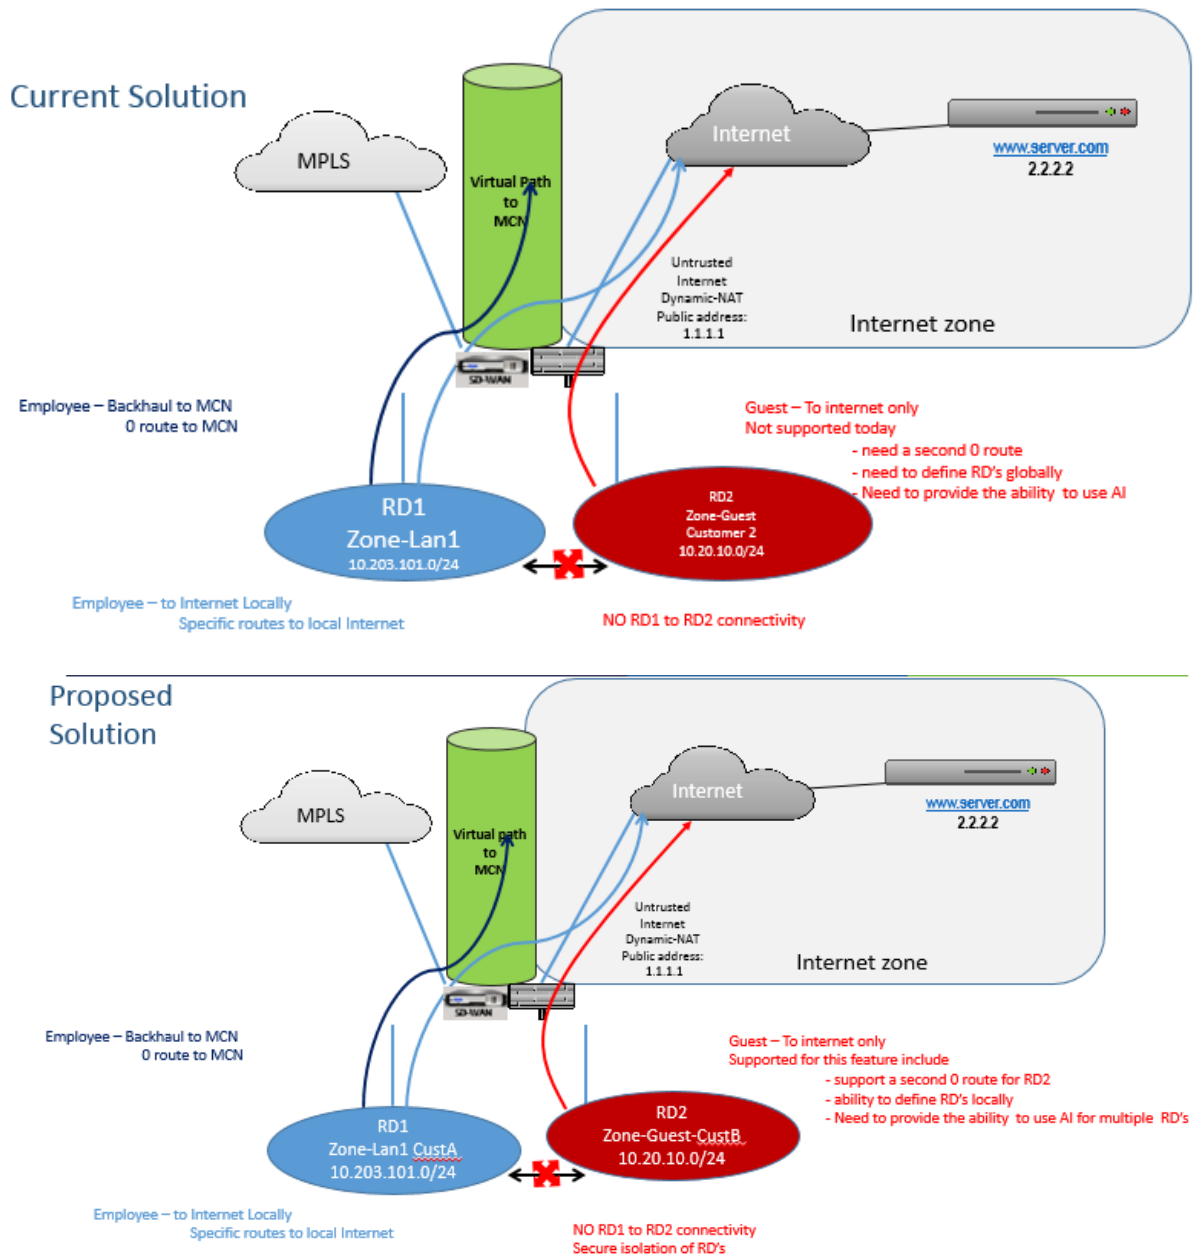 Current Solution
MPLS
Virtual Path
to
MCN
Internet
www.server.com
2.2.2.2
Untrusted
Internet
Dynamic-NAT
Public address:
1.1.1.1
Internet zone
SD-WAN
Employee – Backhaul to MCN
0 route to MCN
Guest – To internet only
Not supported today
- need a second 0 route
- need to define RD's globally
- Need to provide the ability to use AI
RD1
Zone-Lan1
10.203.101.0/24
RD2
Zone-Guest
Customer 2
10.20.10.0/24
Employee – to Internet Locally
Specific routes to local Internet
NO RD1 to RD2 connectivity
Proposed
Solution
MPLS
Virtual path
to
MCN
Internet
www.server.com
2.2.2.2
Untrusted
Internet
Dynamic-NAT
Public address:
1.1.1.1
Internet zone
SD-WAN
Employee – Backhaul to MCN
0 route to MCN
Guest – To internet only
Supported for this feature include
- support a second 0 route for RD2
- ability to define RD's locally
- Need to provide the ability to use AI for multiple RD's
RD1
Zone-Lan1 CustA
10.203.101.0/24
RD2
Zone-Guest-CustB
10.20.10.0/24
Employee – to Internet Locally
Specific routes to local Internet
NO RD1 to RD2 connectivity
Secure isolation of RD's